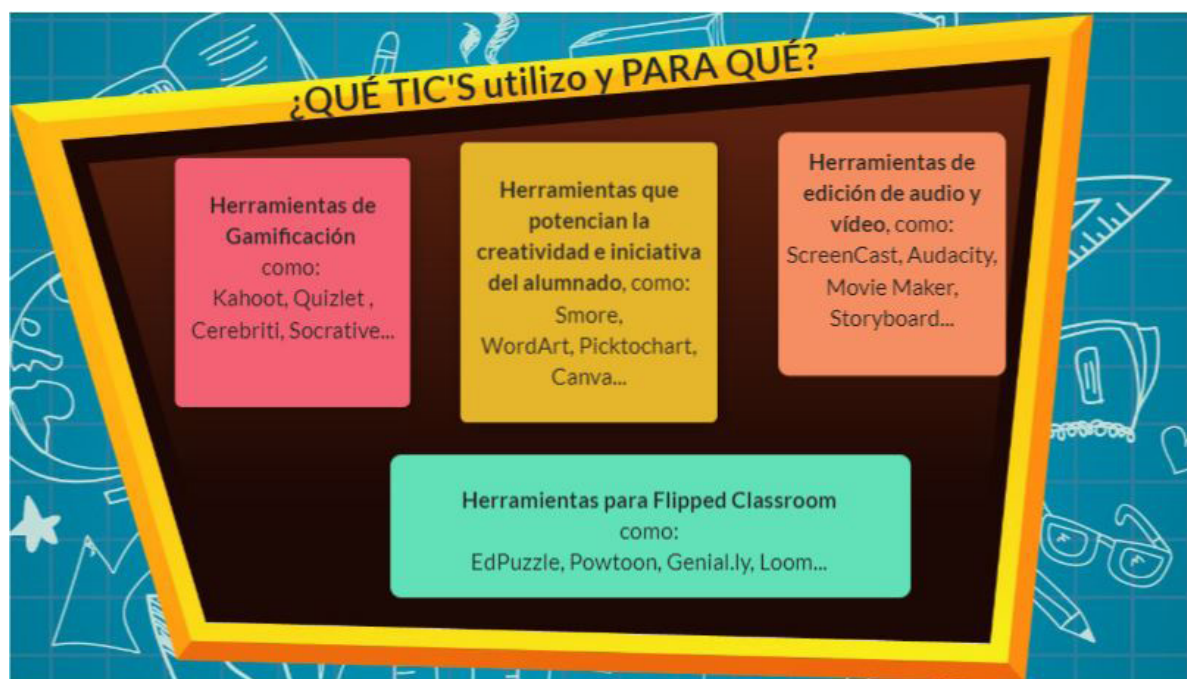 ¿QUÉ TIC'S utilizo y PARA QUÉ?
Herramientas de
Gamificación
como:
Kahoot, Quizlet ,
Cerebriti, Socrative...
Herramientas que
potencian la
creatividad e iniciativa
del alumnado, como:
Smore,
WordArt, Picktochart,
Canva...
Herramientas de
edición de audio y
vídeo, como:
ScreenCast, Audacity,
Movie Maker,
Storyboard...
Herramientas para Flipped Classroom
como:
EdPuzzle, Powtoon, Genial.ly, Loom...